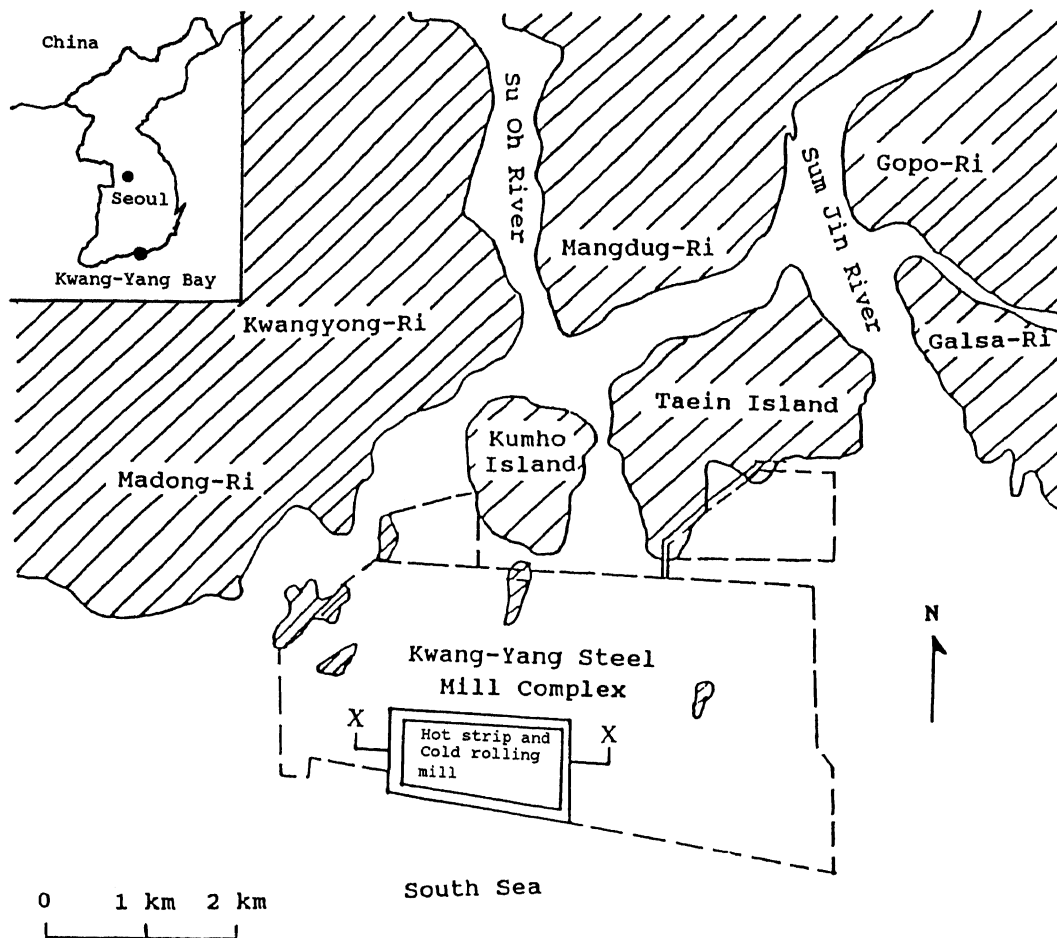 China
Seoul
Kwang-Yang Bay
Su Oh River
Sum Jin River
Gopo-Ri
Mangdug-Ri
Kwangyong-Ri
Galsa-Ri
Taein Island
Kumho
Island
Madong-Ri
N
Kwang-Yang Steel
Mill Complex
X
X
Hot strip and
Cold rolling
mill
South Sea
0 1 km 2 km